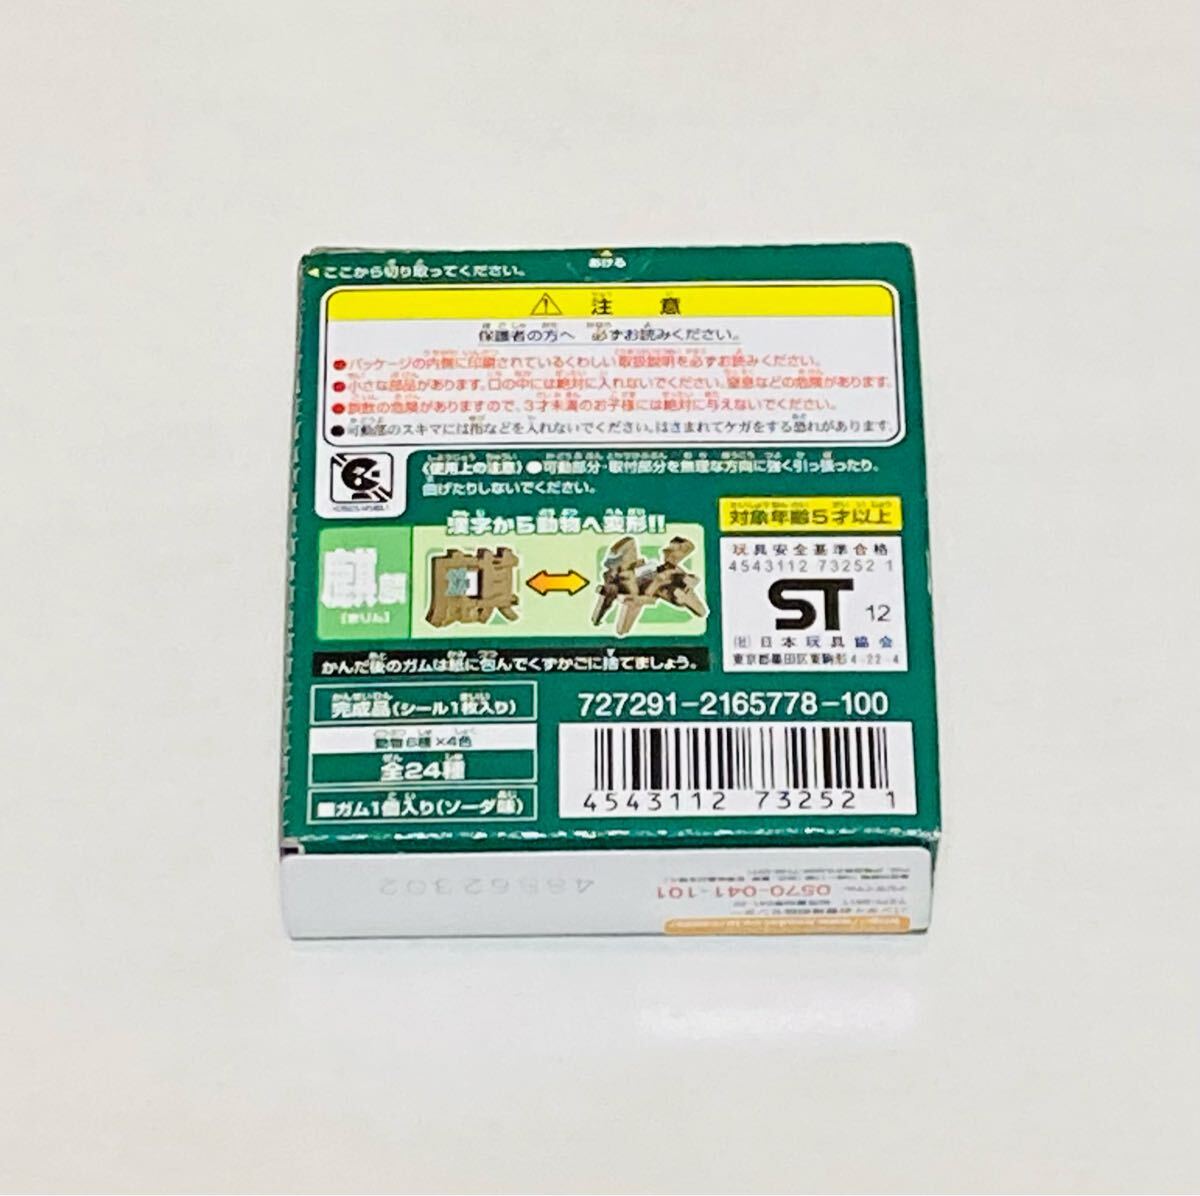 あける
ここから切り取ってください。
注意
保護者の方へ 必ずお読みください。
●パッケージの内側に印刷されているくわしい取扱説明を必ずお読みください。
●小さな部品があります。口の中には絶対に入れないでください。窒息などの危険があります。
●誤飲の危険がありますので、3才未満のお子様には絶対に与えないでください。
●可動部のスキマには指などを入れないでください。はさまれてケガをする恐れがあります。
《使用上の注意》●可動部分・取付部分を無理な方向に強く引っ張ったり、
曲げたりしないでください。
漢字から動物へ変形!!
麒麟
[きりん]
麒
対象年齢5才以上
玩具安全基準合格
4543112 73252 1
ST 12
(社)日本玩具協会
東京都墨田区東駒形4-22-4
かんだ後のガムは紙に包んでくずかごに捨てましょう。
完成品(シール1枚入り)
動物6種×4色
全24種
■ガム1個入り(ソーダ味)
727291-2165778-100
4543112 732521
48562302
0570-041-101